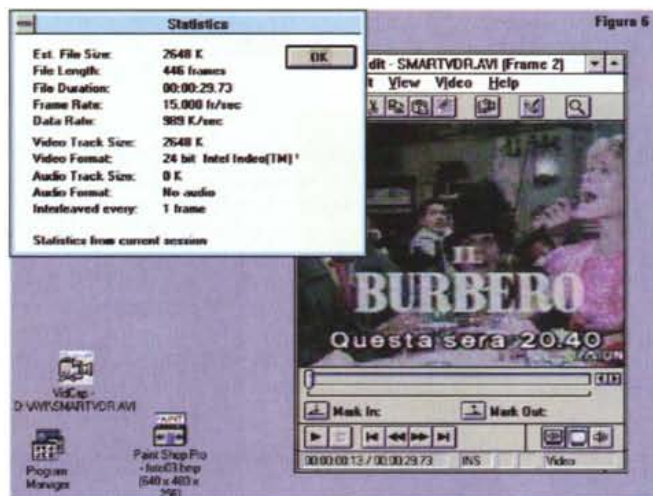 Figura 6
Statistics
Est. File Size: 2648 K
OK
File Length: 446 frames
File Duration: 00:00:29.73
Frame Rate: 15.000 fr/sec
Data Rate: 989 K/sec
Video Track Size: 2648 K
Video Format: 24 bit Intel Indeo(TM)
Audio Track Size: 0 K
Audio Format: No audio
Interleaved every: 1 frame
Statistics from current session
dit - SMARTVDR.AVI (Frame 2)
t View Video Help
IL
BURBERO
Questa sera 20.40
Mark In:
Mark Out:
00:00:00.13 / 00:00:29.73 INS Video
VidCap -
D:\AVI\SMARTVDR.AVI
Program
Manager
Paint Shop Pro
- foto03.bmp
(640 x 480 x
256)